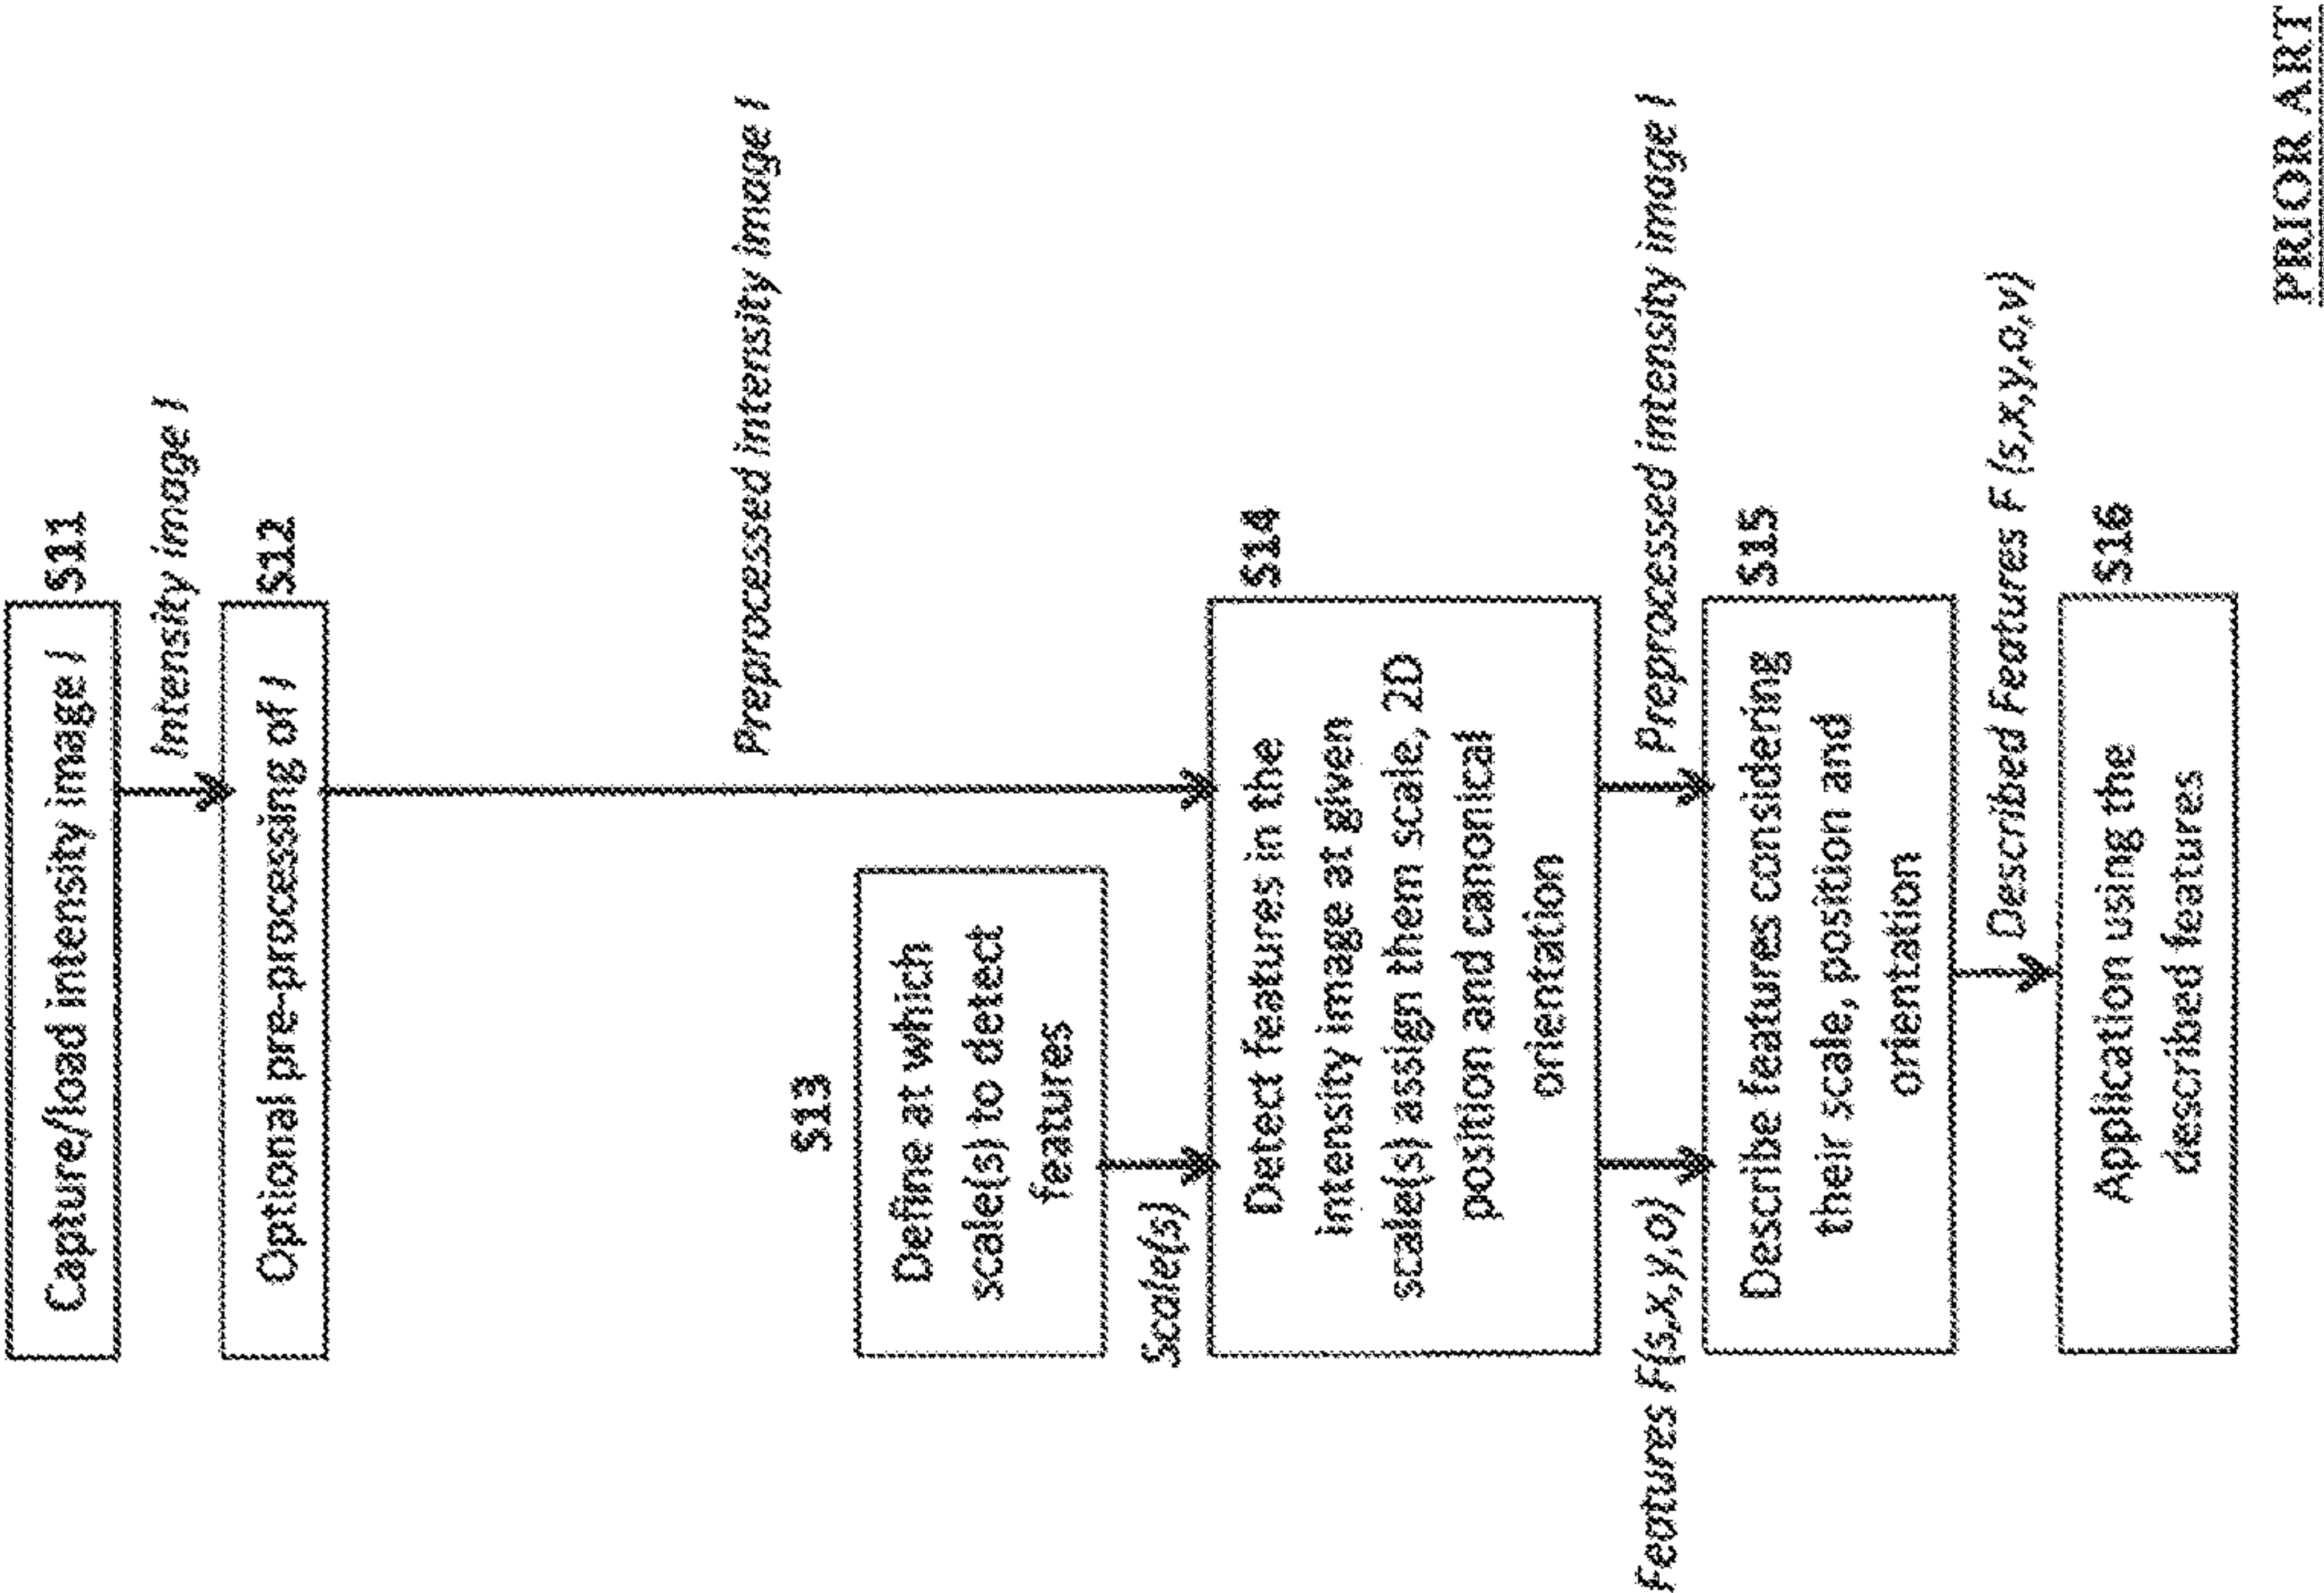 Capture/load intensity image I
S11
Intensity image I
Optional pre-processing of I
S12
Preprocessed intensity image I
S13
Define at which
scale(s) to detect
features
Scale(s)
Detect features in the
intensity image at given
scale(s) assign them scale, 2D
position and canonical
orientation
S14
Features F(s,x,y,o)
Preprocessed intensity image I
Describe features considering
their scale, position and
orientation
S15
Described Features F (s,x,y,o,v)
Application using the
described features
S16
PRIOR ART